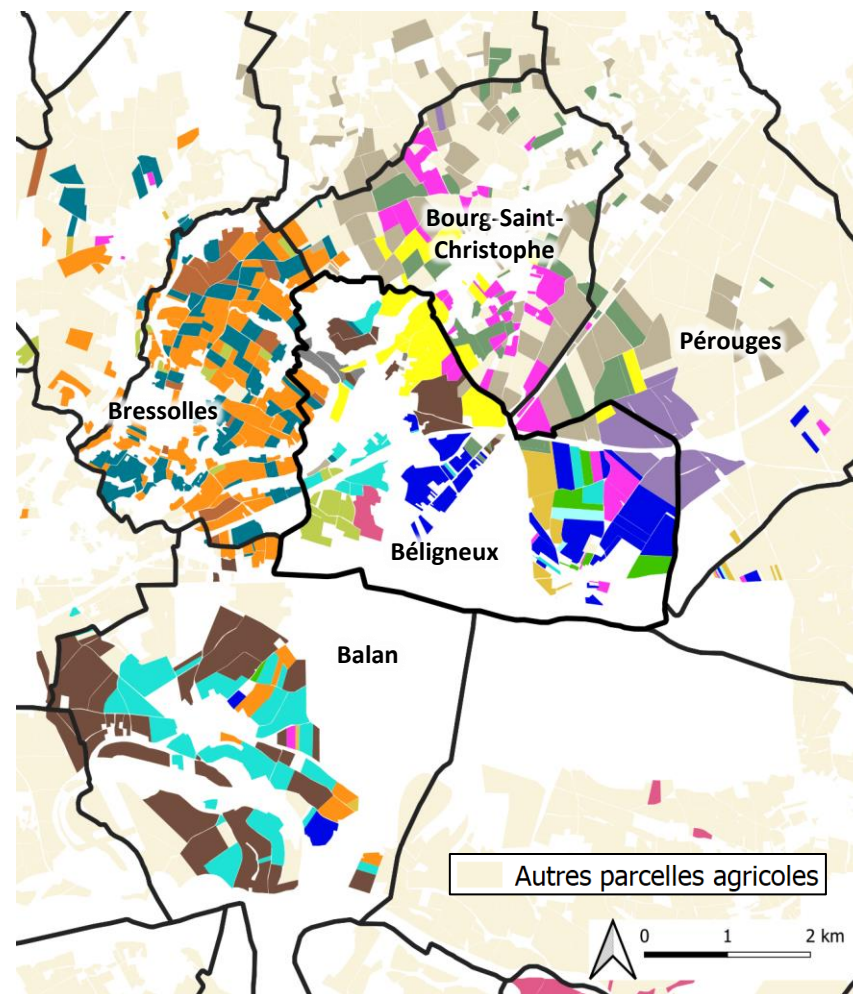 Bourg-Saint-
Christophe
Pérouges
Bressolles
Béligneux
Balan
Autres parcelles agricoles
0 1 2 km